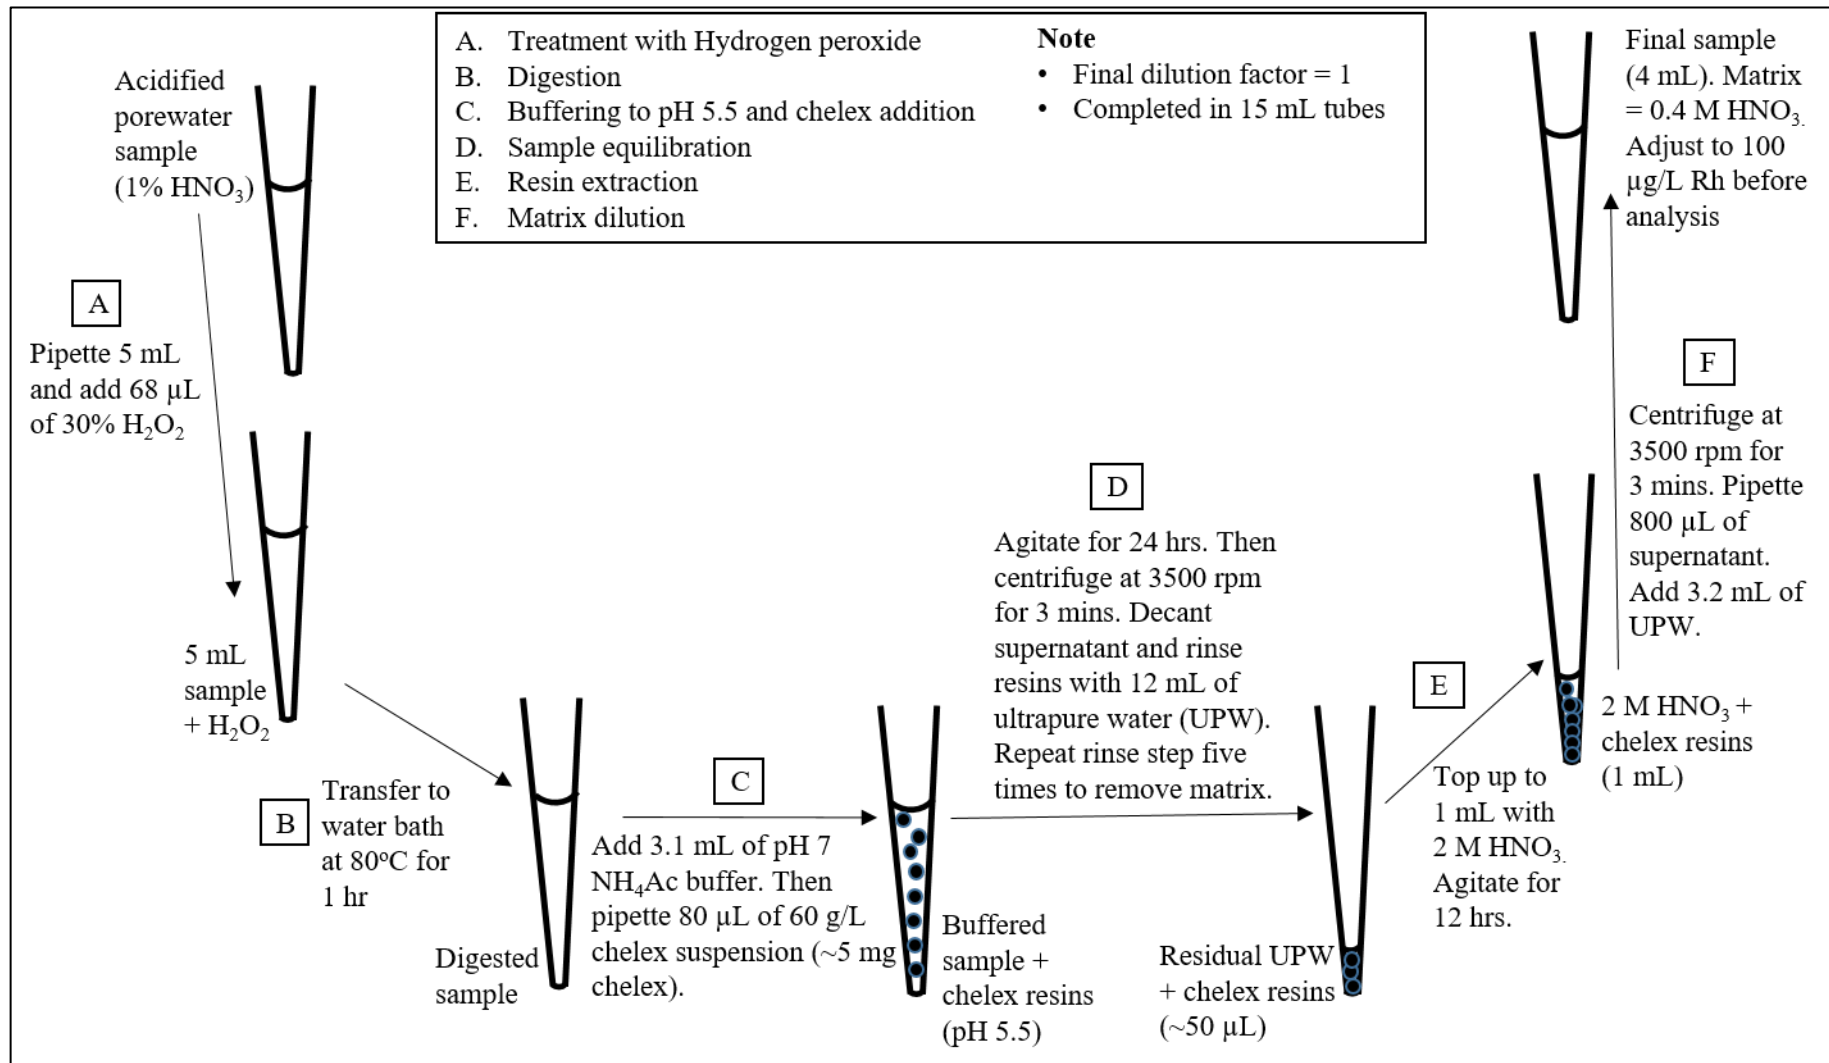 A. Treatment with Hydrogen peroxide
B. Digestion
C. Buffering to pH 5.5 and chelex addition
D. Sample equilibration
E. Resin extraction
F. Matrix dilution
Note
• Final dilution factor = 1
• Completed in 15 mL tubes
Acidified
porewater
sample
(1% HNO₃)
A
Pipette 5 mL
and add 68 µL
of 30% H₂O₂
5 mL
sample
+ H₂O₂
B
Transfer to
water bath
at 80°C for
1 hr
Digested
sample
C
Add 3.1 mL of pH 7
NH₄Ac buffer. Then
pipette 80 µL of 60 g/L
chelex suspension (~5 mg
chelex).
Buffered
sample +
chelex resins
(pH 5.5)
D
Agitate for 24 hrs. Then
centrifuge at 3500 rpm
for 3 mins. Decant
supernatant and rinse
resins with 12 mL of
ultrapure water (UPW).
Repeat rinse step five
times to remove matrix.
Residual UPW
+ chelex resins
(~50 µL)
E
Top up to
1 mL with
2 M HNO₃.
Agitate for
12 hrs.
2 M HNO₃ +
chelex resins
(1 mL)
F
Centrifuge at
3500 rpm for
3 mins. Pipette
800 µL of
supernatant.
Add 3.2 mL of
UPW.
Final sample
(4 mL). Matrix
= 0.4 M HNO₃.
Adjust to 100
µg/L Rh before
analysis